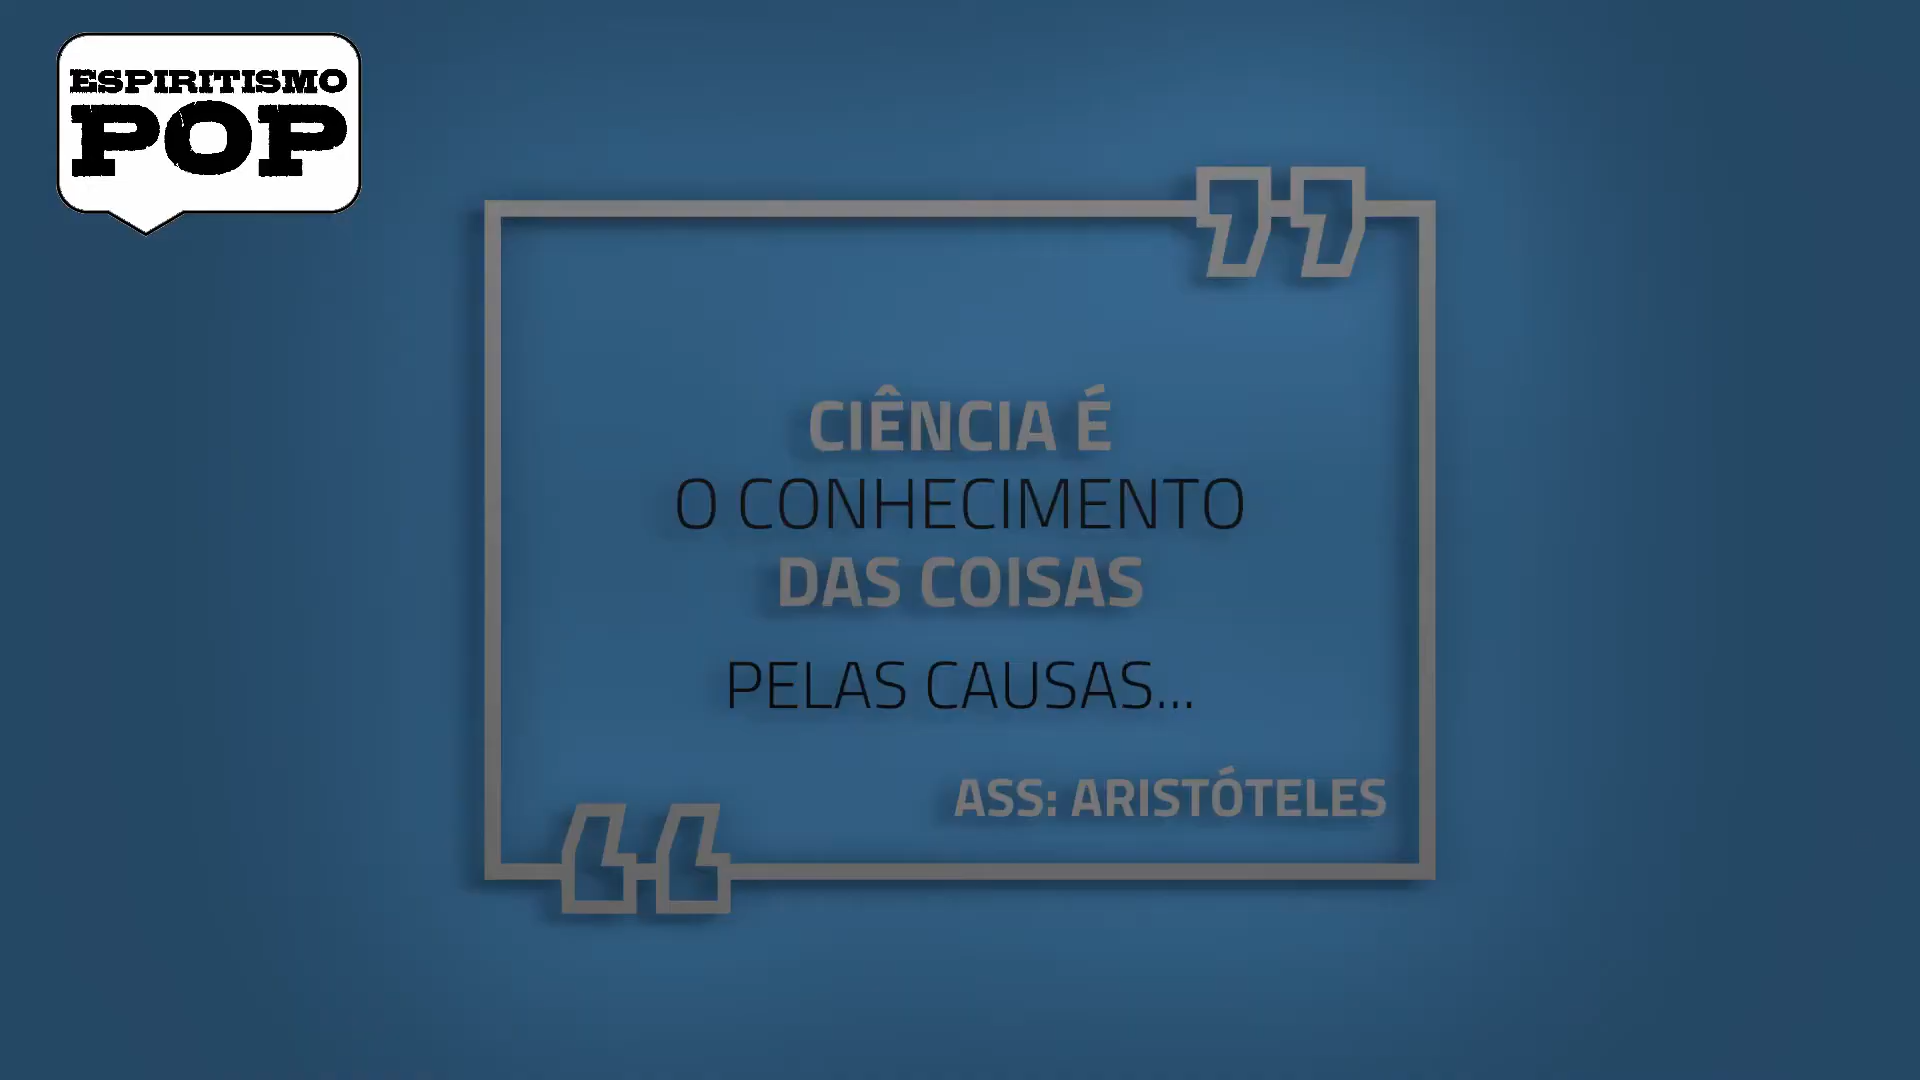 ESPIRITISMO
POP
CIÊNCIA É
O CONHECIMENTO
DAS COISAS
PELAS CAUSAS...
ASS: ARISTÓTELES